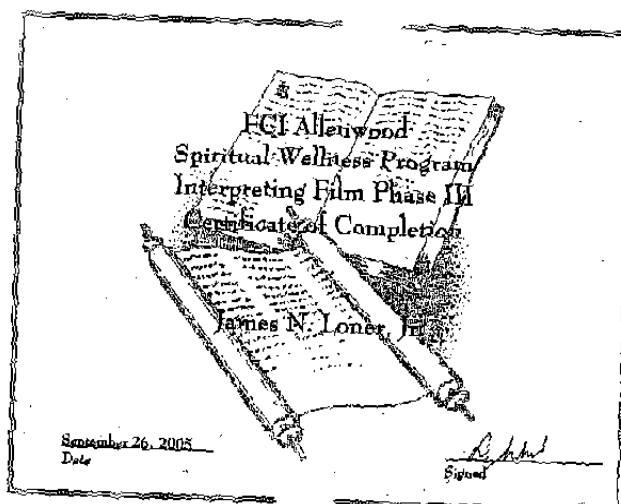 FCI Allenwood
Spiritual Wellness Program
Interpreting Film Phase III
Certificate of Completion
James N. Loner, Jr.
September 26, 2005
Date
Signed